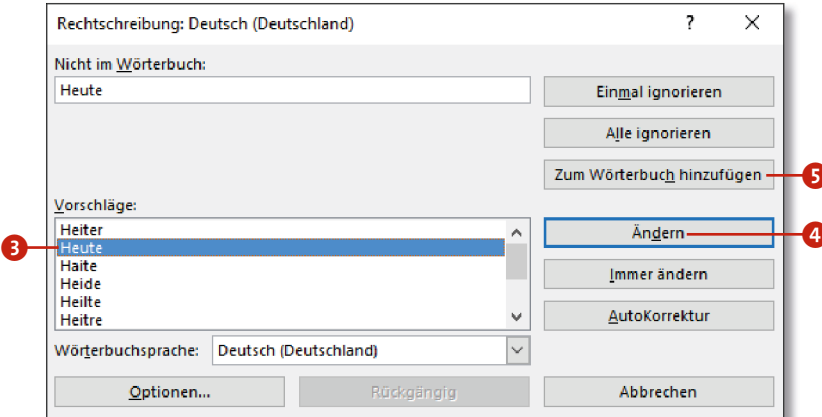 Rechtschreibung: Deutsch (Deutschland) ?
Nicht im Wörterbuch:
Heute
Einmal ignorieren
Alle ignorieren
Zum Wörterbuch hinzufügen 5
Vorschläge:
Heiter
3 Heute
Haite
Heide
Heilte
Heitre
Ändern 4
Immer ändern
AutoKorrektur
Wörterbuchsprache: Deutsch (Deutschland)
Optionen... Rückgängig Abbrechen